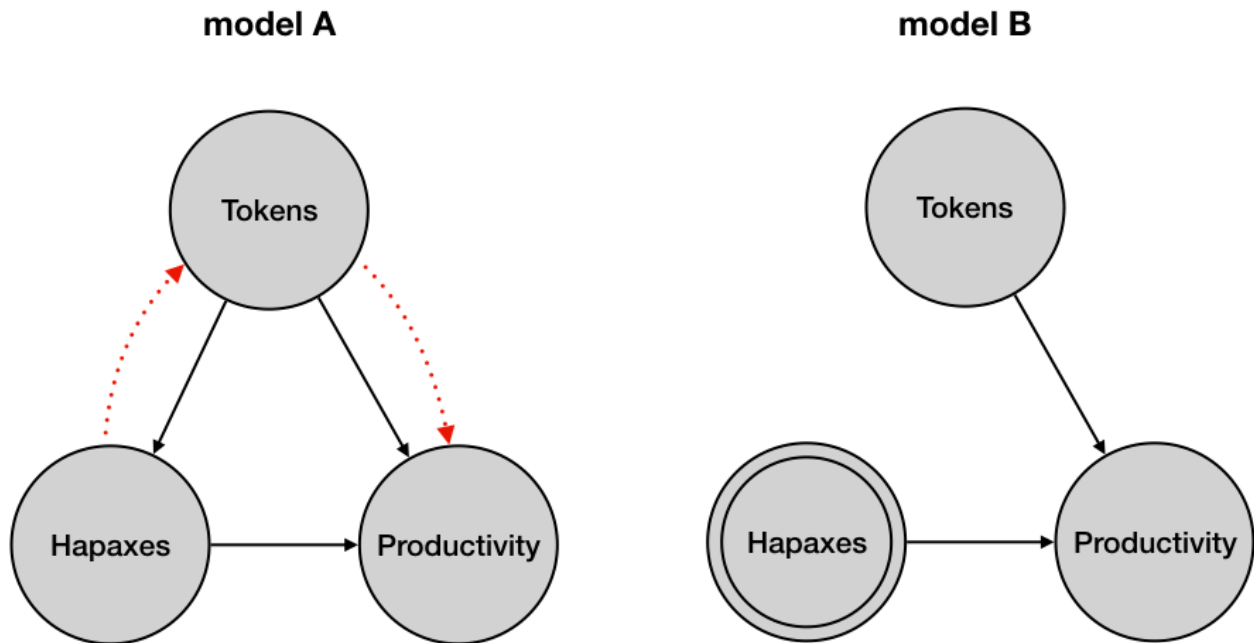 model A
model B
Tokens
Tokens
Hapaxes
Productivity
Hapaxes
Productivity